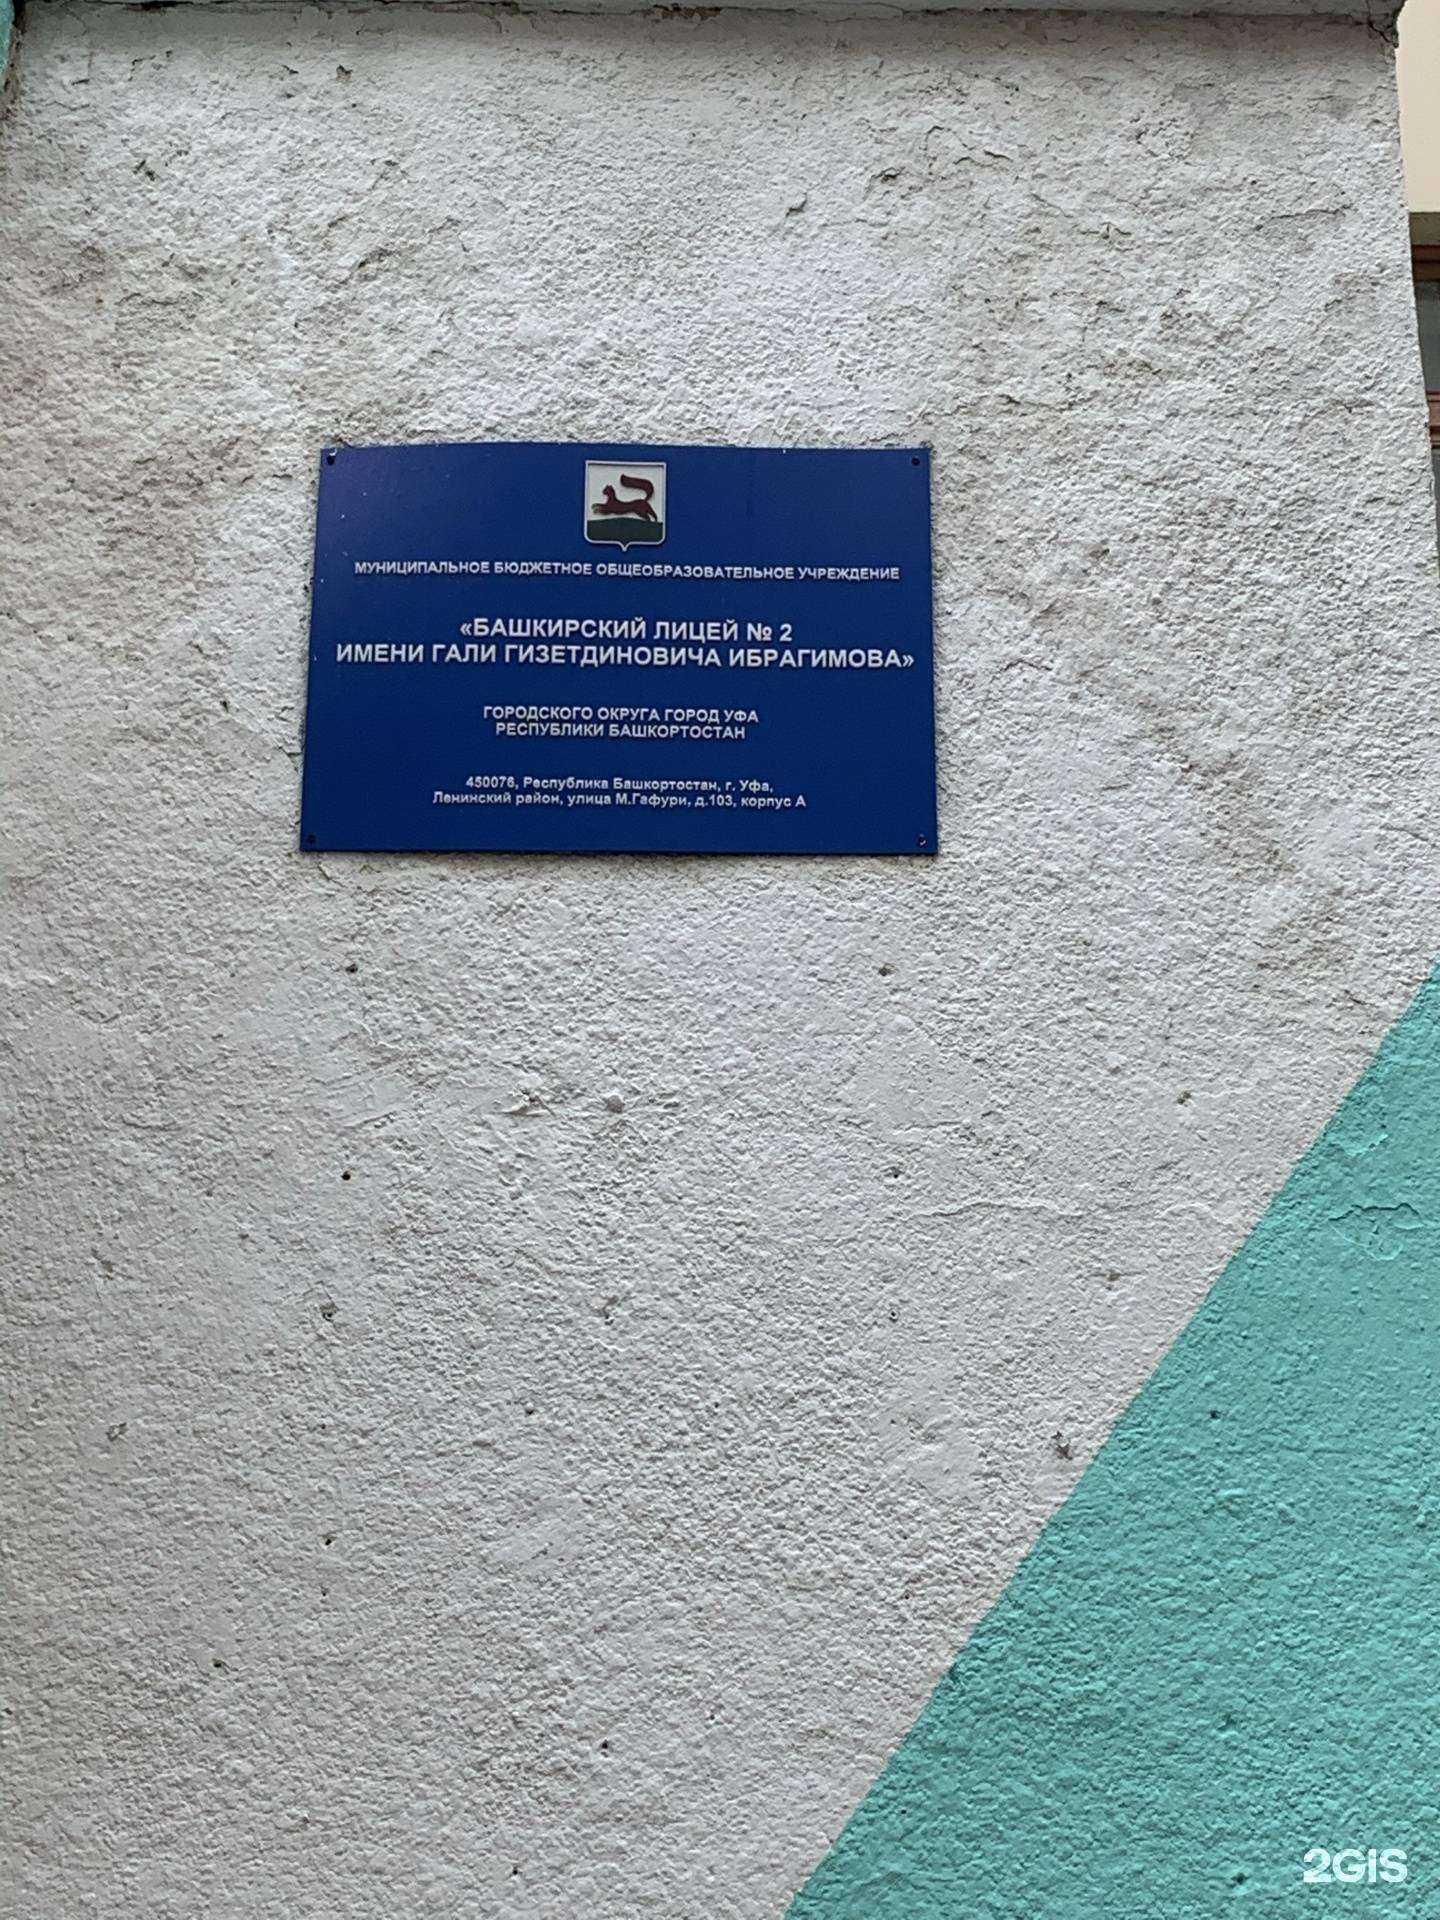 МУНИЦИПАЛЬНОЕ БЮДЖЕТНОЕ ОБЩЕОБРАЗОВАТЕЛЬНОЕ УЧРЕЖДЕНИЕ
«БАШКИРСКИЙ ЛИЦЕЙ № 2
ИМЕНИ ГАЛИ ГИЗЕТДИНОВИЧА ИБРАГИМОВА»
ГОРОДСКОГО ОКРУГА ГОРОД УФА
РЕСПУБЛИКИ БАШКОРТОСТАН
450076, Республика Башкортостан, г. Уфа,
Ленинский район, улица М.Гафури, д.103, корпус А
2GIS